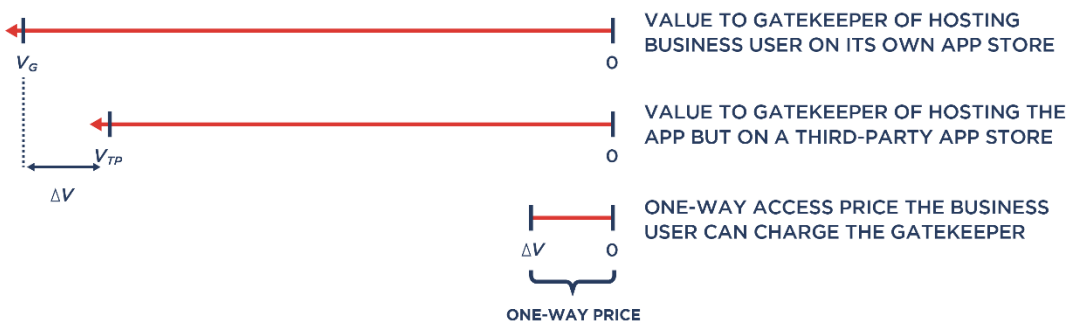 VALUE TO GATEKEEPER OF HOSTING
BUSINESS USER ON ITS OWN APP STORE
V_G
0
VALUE TO GATEKEEPER OF HOSTING THE
APP BUT ON A THIRD-PARTY APP STORE
V_TP
0
ΔV
ONE-WAY ACCESS PRICE THE BUSINESS
USER CAN CHARGE THE GATEKEEPER
ΔV
0
ONE-WAY PRICE